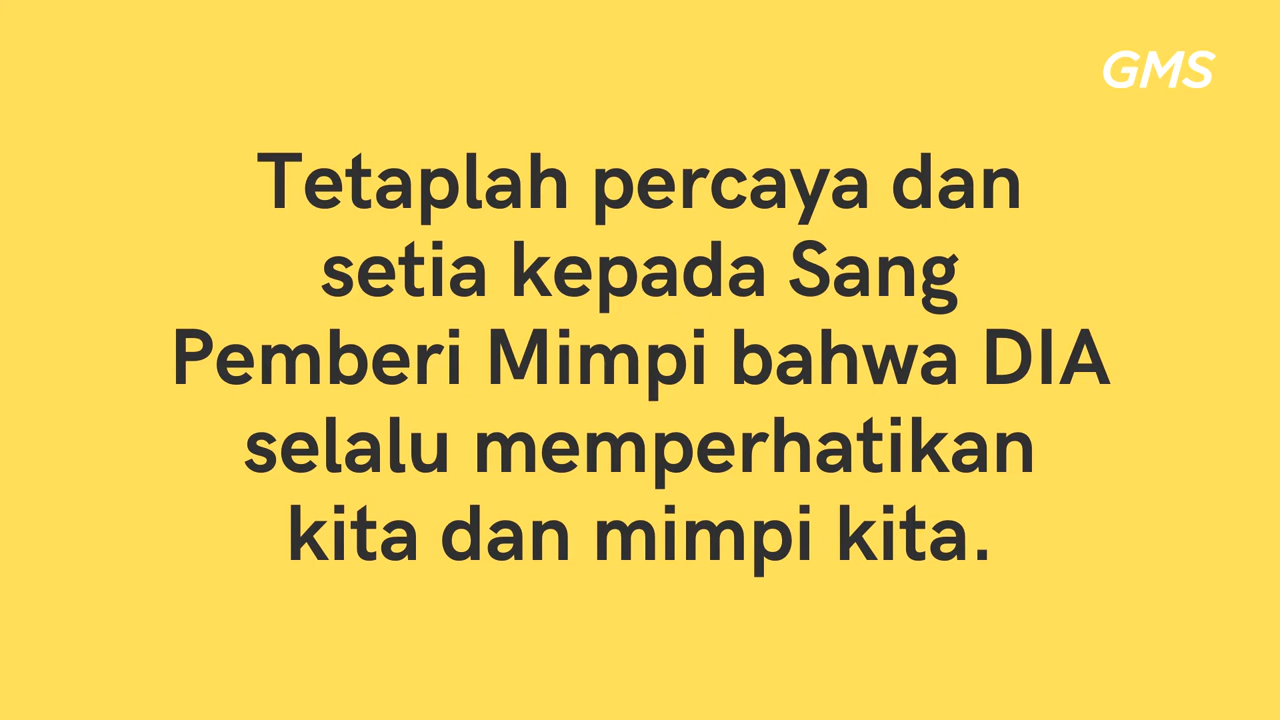 GMS
Tetaplah percaya dan
setia kepada Sang
Pemberi Mimpi bahwa DIA
selalu memperhatikan
kita dan mimpi kita.